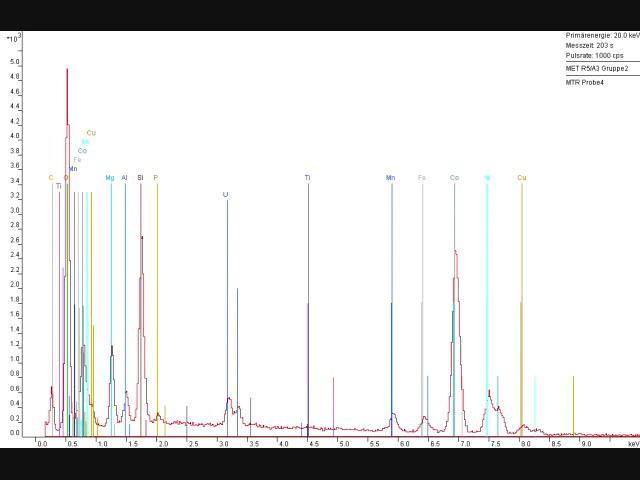 *10³
Primärenergie: 20.0 keV
Messzeit: 203 s
Pulsrate: 1000 cps
MET R5/A3 Gruppe2
MTR Probe4
5.0
4.8
4.6
4.4
4.2
4.0
3.8
3.6
3.4
3.2
3.0
2.8
2.6
2.4
2.2
2.0
1.8
1.6
1.4
1.2
1.0
0.8
0.6
0.4
0.2
0.0
Cu
Co
Fe
Mn
C Ti O Mg Al Si P U Ti Mn Fe Co Cu
0.0 0.5 1.0 1.5 2.0 2.5 3.0 3.5 4.0 4.5 5.0 5.5 6.0 6.5 7.0 7.5 8.0 8.5 9.0 keV